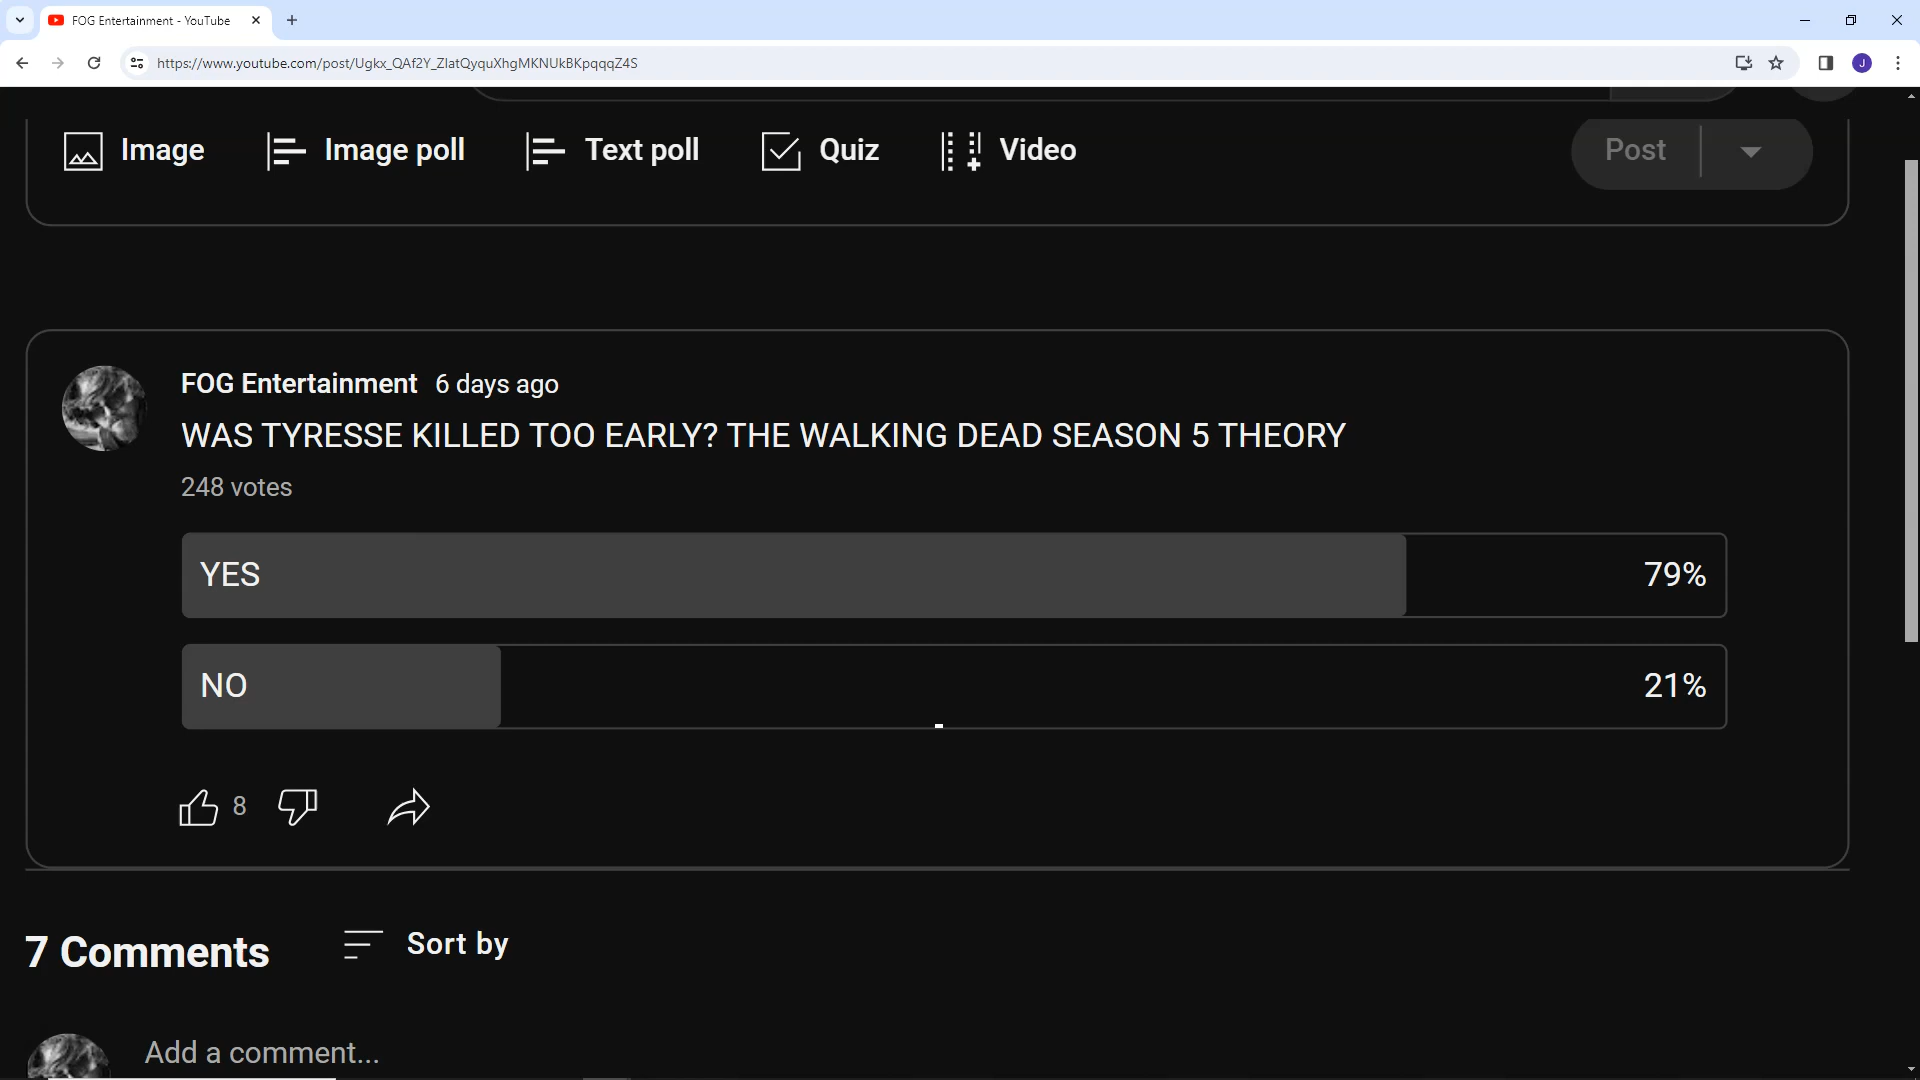 FOG Entertainment - YouTube
https://www.youtube.com/post/Ugkx_QAf2Y_ZIatQyquXhgMKNUkBKpqqqZ4S
J
Image Image poll Text poll Quiz Video Post
FOG Entertainment 6 days ago
WAS TYRESSE KILLED TOO EARLY? THE WALKING DEAD SEASON 5 THEORY
248 votes
YES 79%
NO 21%
8
7 Comments Sort by
Add a comment...